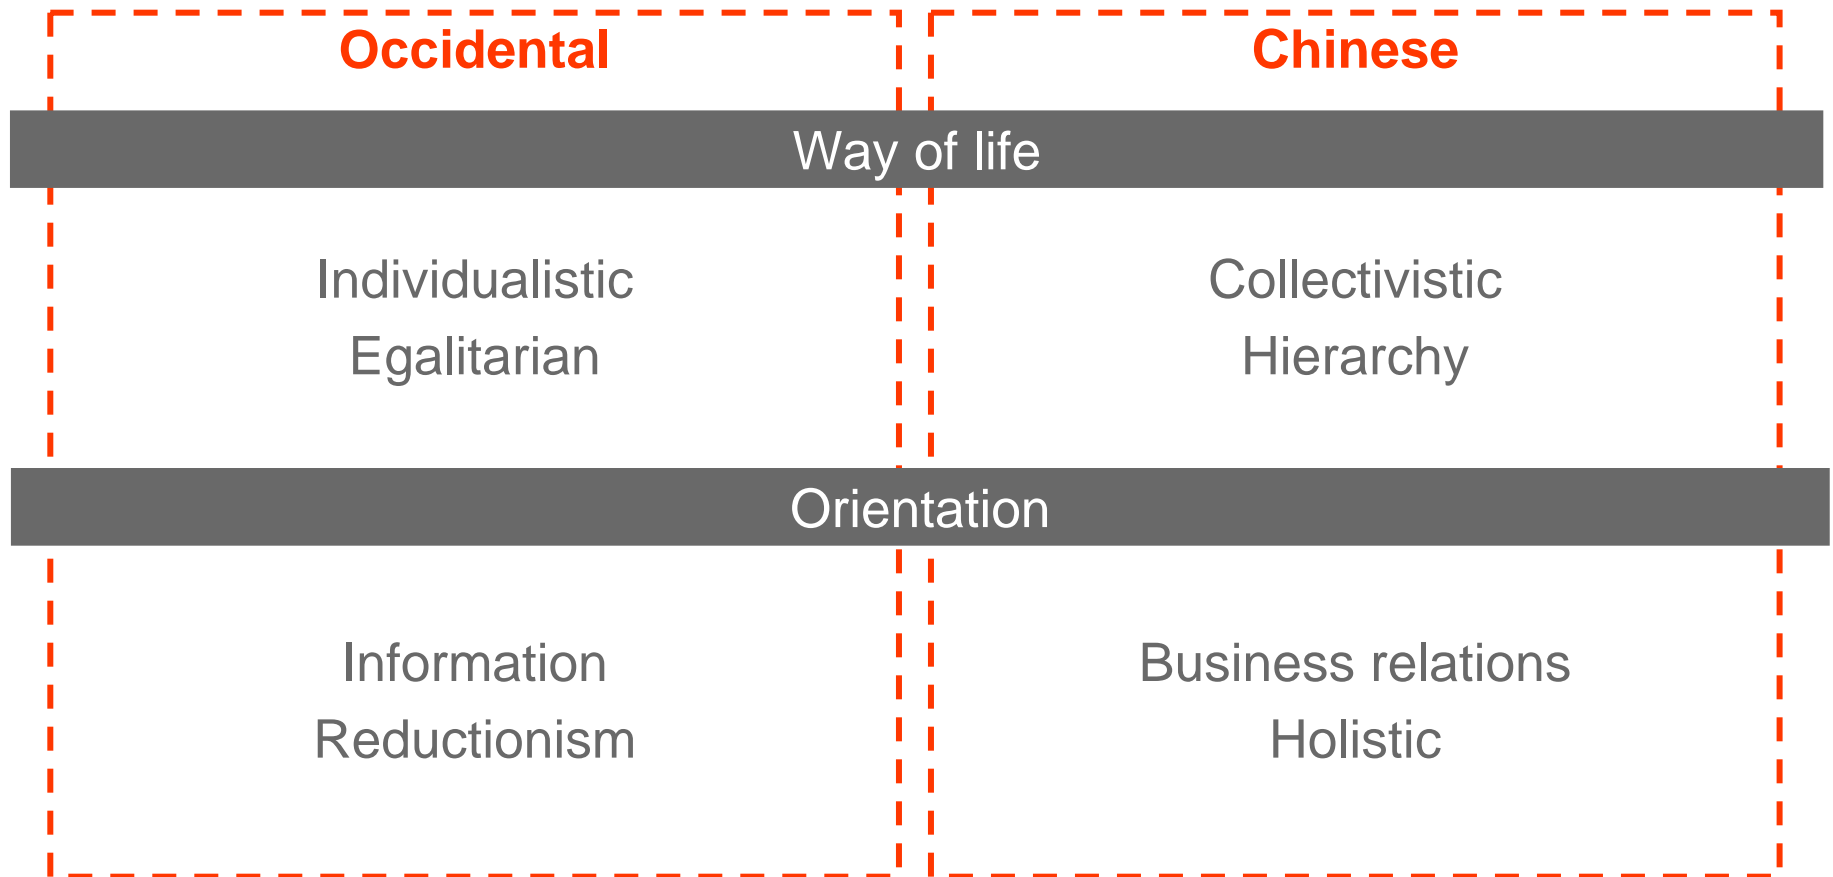 Occidental
Chinese
Way of life
Individualistic
Egalitarian
Collectivistic
Hierarchy
Orientation
Information
Reductionism
Business relations
Holistic